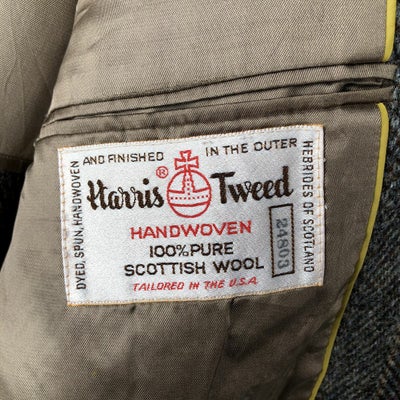 DYED, SPUN, HANDWOVEN
AND FINISHED IN THE OUTER
HEBRIDES OF SCOTLAND
Harris Tweed ®
HANDWOVEN
100% PURE
SCOTTISH WOOL
24803
TAILORED IN THE U.S.A.